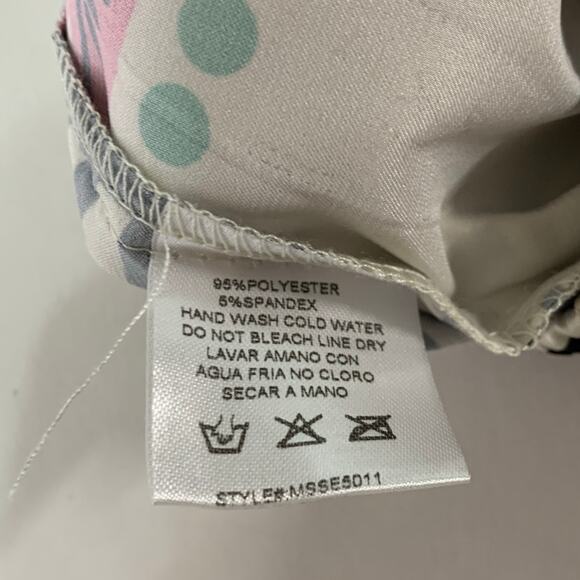 95%POLYESTER
5%SPANDEX
HAND WASH COLD WATER
DO NOT BLEACH LINE DRY
LAVAR AMANO CON
AGUA FRIA NO CLORO
SECAR A MANO
STYLE#:MSSE5011